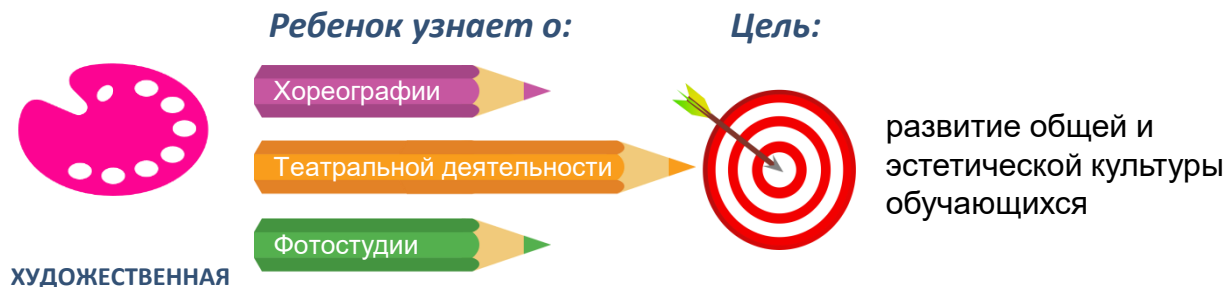 Ребенок узнает о:
Цель:
Хореографии
Театральной деятельности
Фотостудии
развитие общей и
эстетической культуры
обучающихся
ХУДОЖЕСТВЕННАЯ